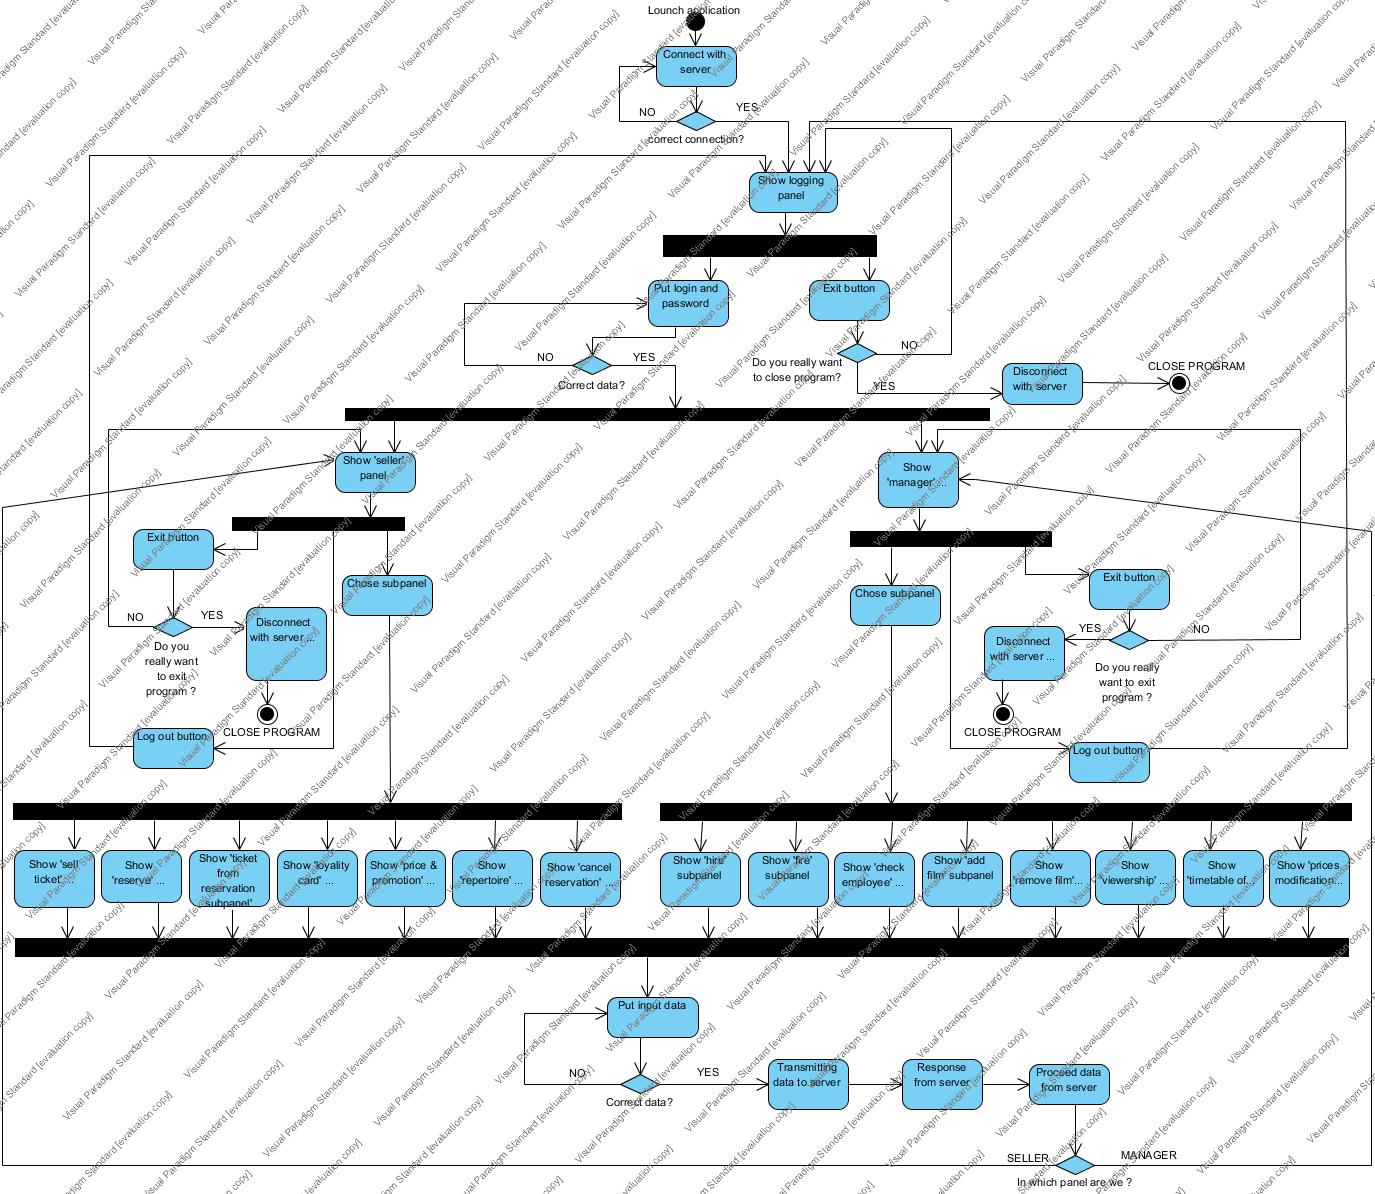 Lounch application
Connect with
server
NO
YES
correct connection?
Show logging
panel
Put login and
password
Exit button
NO
YES
Correct data?
Do you really want
to close program?
NO
YES
Disconnect
with server
CLOSE PROGRAM
Show 'seller'
panel
Show
'manager' ...
Exit button
Chose subpanel
NO
YES
Do you
really want
to exit
program ?
Disconnect
with server ...
CLOSE PROGRAM
Log out button
Chose subpanel
Exit button
YES
NO
Do you really
want to exit
program ?
Disconnect
with server ...
CLOSE PROGRAM
Log out button
Show 'sell
ticket' ...
Show
'reserve' ...
Show 'ticket
from
reservation
subpanel'
Show 'loyality
card' ...
Show 'price &
promotion' ...
Show
'repertoire' ...
Show 'cancel
reservation' ...
Show 'hire'
subpanel
Show 'fire'
subpanel
Show 'check
employee' ...
Show 'add
film' subpanel
Show
'remove film'...
Show
'viewership' ...
Show
'timetable of...
Show 'prices
modification...
Put input data
NO
YES
Correct data?
Transmitting
data to server
Response
from server
Proceed data
from server
SELLER
MANAGER
In which panel are we ?
Visual Paradigm Standard [evaluation copy]